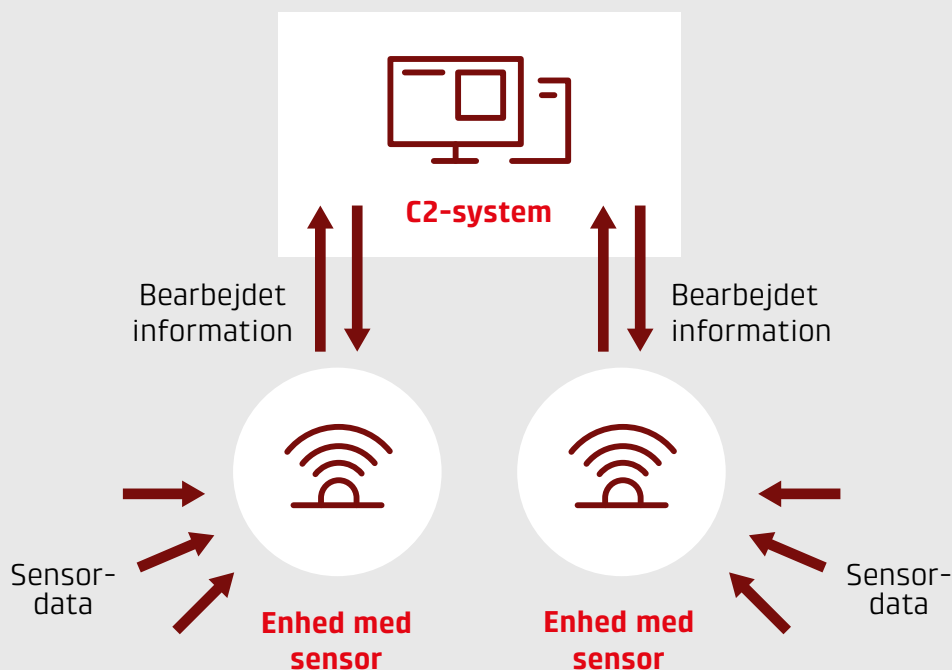 C2-system
Bearbejdet
information
Bearbejdet
information
Sensor-
data
Sensor-
data
Enhed med
sensor
Enhed med
sensor